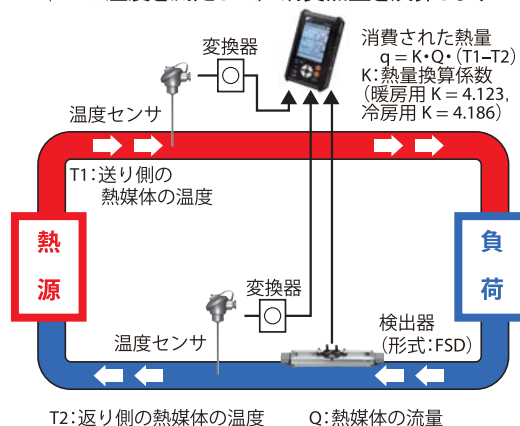 変換器
消費された熱量
q = K・Q・(T1–T2)
K：熱量換算係数
(暖房用 K = 4.123,
冷房用 K = 4.186)
温度センサ
T1：送り側の
熱媒体の温度
熱源
負荷
変換器
温度センサ
検出器
(形式：FSD)
T2：返り側の熱媒体の温度
Q：熱媒体の流量